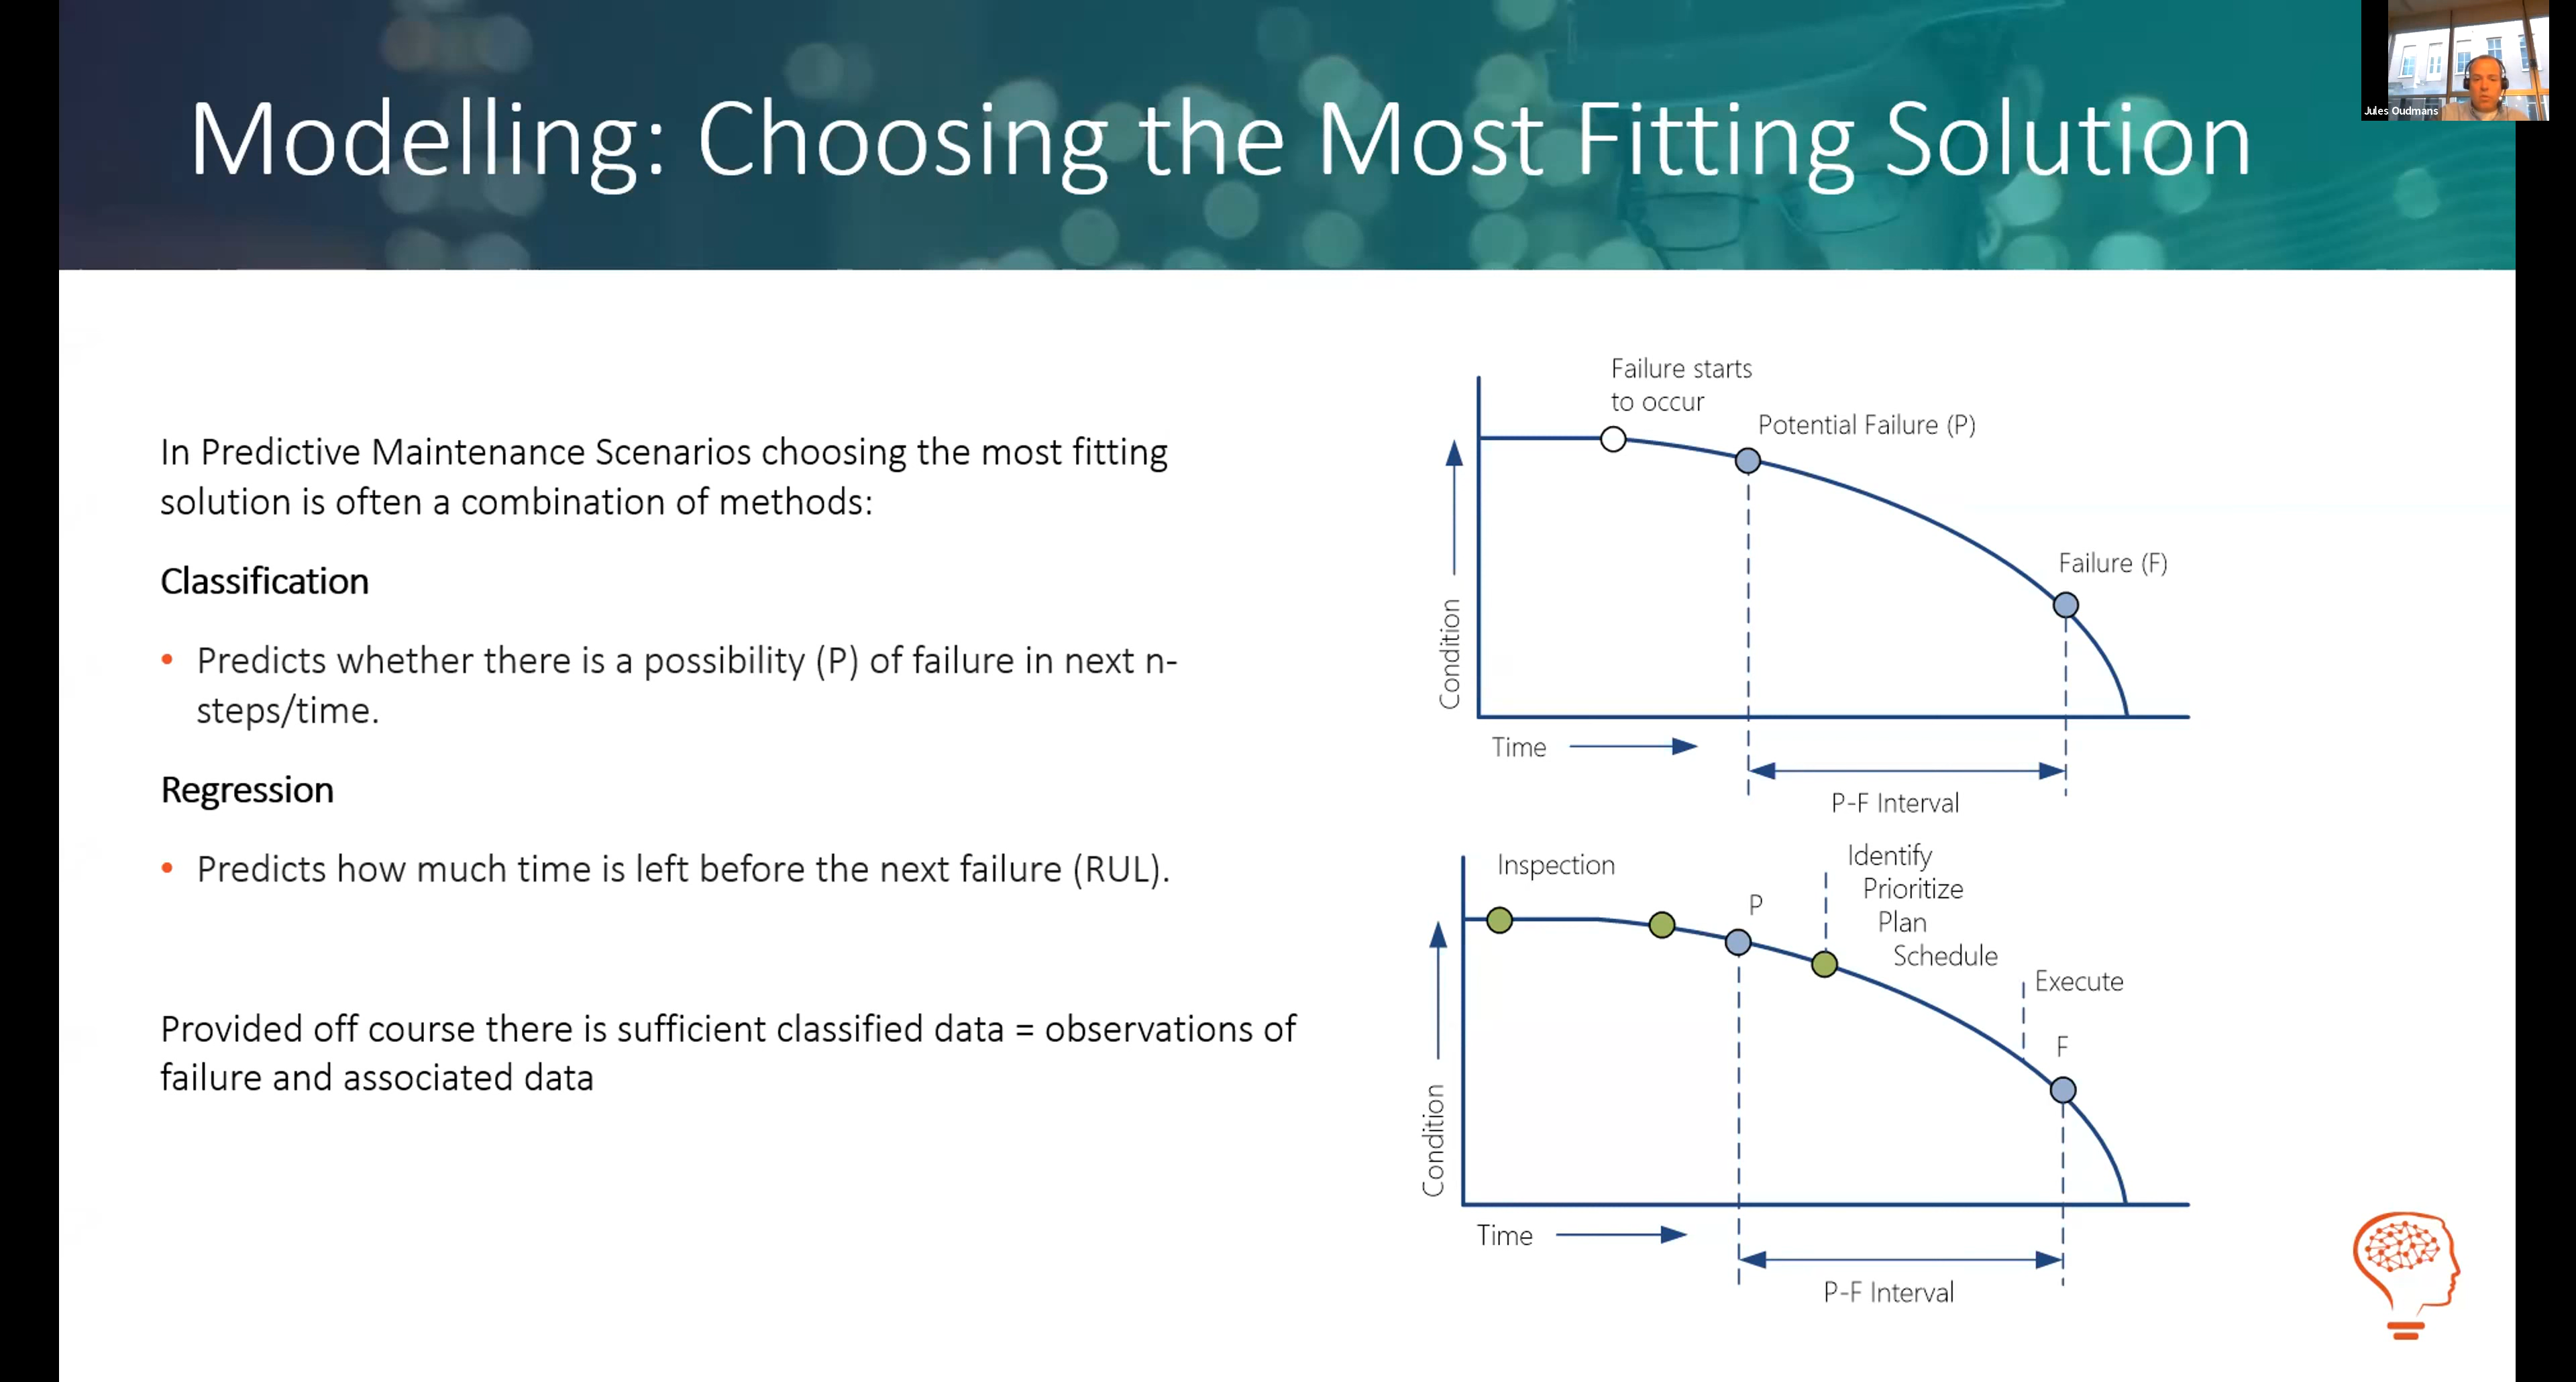 Modelling: Choosing the Most Fitting Solution
Jules Oudmans
In Predictive Maintenance Scenarios choosing the most fitting
solution is often a combination of methods:
Classification
• Predicts whether there is a possibility (P) of failure in next n-
steps/time.
Regression
• Predicts how much time is left before the next failure (RUL).
Provided off course there is sufficient classified data = observations of
failure and associated data
Failure starts
to occur
Potential Failure (P)
Failure (F)
Condition
Time
P-F Interval
Inspection
P
Identify
Prioritize
Plan
Schedule
Execute
F
Condition
Time
P-F Interval